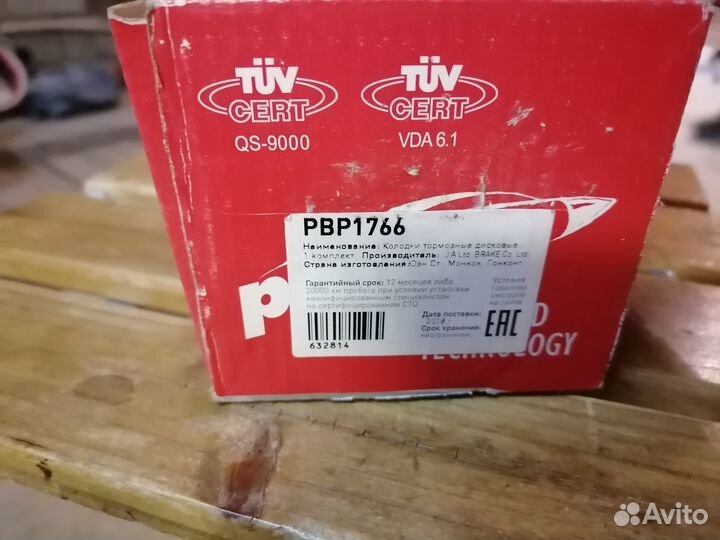 TÜV
CERT
QS-9000
TÜV
CERT
VDA 6.1
PBP1766
Наименование: Колодки тормозные дисковые
1 комплект. Производитель: JA Ltd. BRAKE Co. Ltd.
Страна изготовления: Юэн Ст. Монкок, Гонконг
Гарантийный срок: 12 месяцев либо
20000 км пробега при условии установки
квалифицированным специалистом
на сертифицированном СТО
Условия
гарантии
смотрите
на сайте
632814
Дата поставки:
2018 г.
Срок хранения:
неограничен
EAC
p
D
TECHNOLOGY
Avito